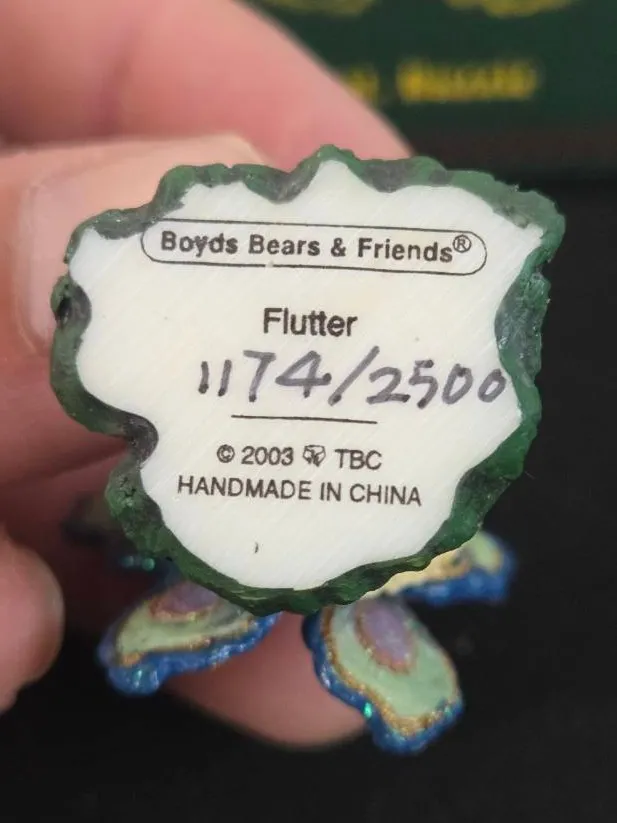 Boyds Bears & Friends®
Flutter
1174/2500
© 2003 TBC
HANDMADE IN CHINA